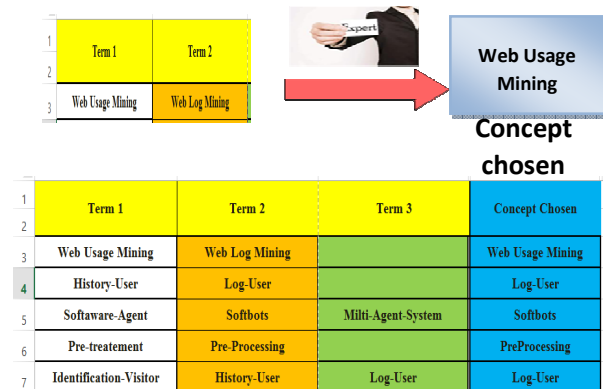 1
Term 1 Term 2
2
3 Web Usage Mining Web Log Mining
Expert
Web Usage
Mining
Concept
chosen
1
Term 1 Term 2 Term 3 Concept Chosen
2
3 Web Usage Mining Web Log Mining Web Usage Mining
4 History-User Log-User Log-User
5 Softaware-Agent Softbots Milti-Agent-System Softbots
6 Pre-treatement Pre-Processing PreProcessing
7 Identification-Visitor History-User Log-User Log-User